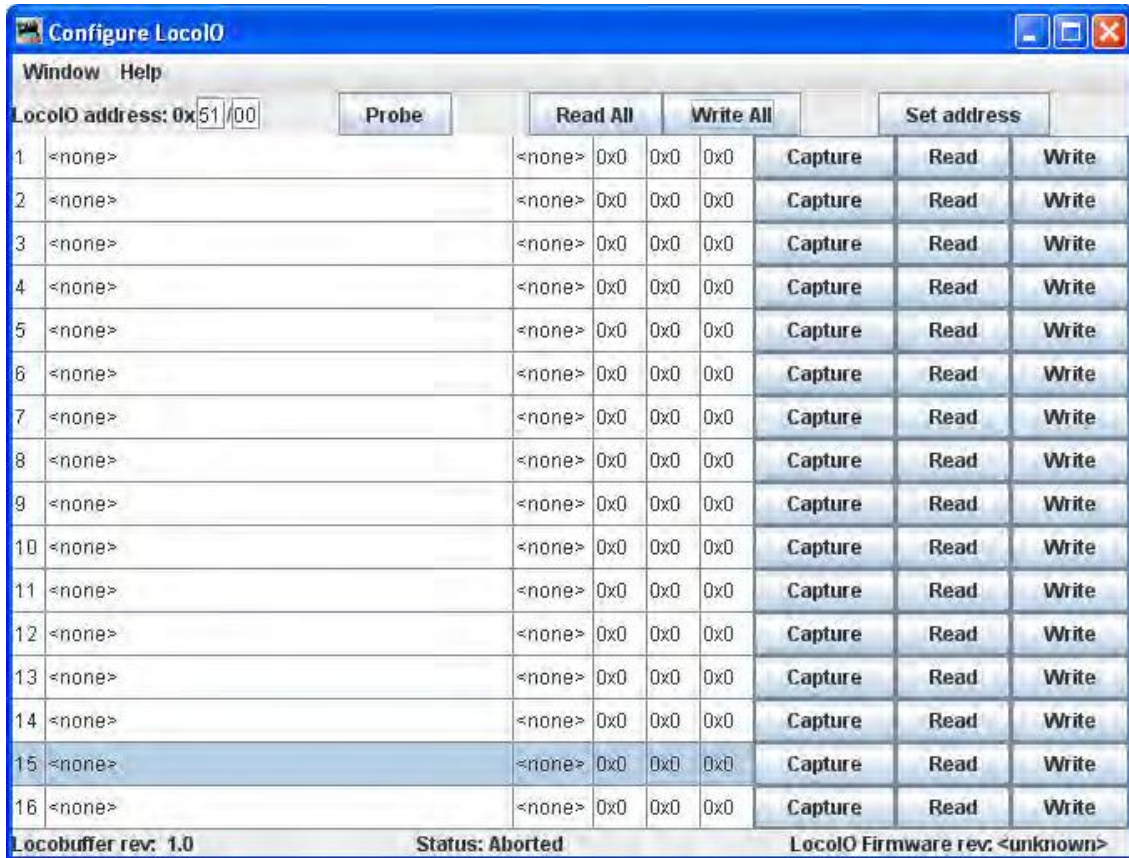 Configure LocoIO
Window Help
LocoIO address: 0x 51 /00 Probe Read All Write All Set address
1 <none> <none> 0x0 0x0 0x0 Capture Read Write
2 <none> <none> 0x0 0x0 0x0 Capture Read Write
3 <none> <none> 0x0 0x0 0x0 Capture Read Write
4 <none> <none> 0x0 0x0 0x0 Capture Read Write
5 <none> <none> 0x0 0x0 0x0 Capture Read Write
6 <none> <none> 0x0 0x0 0x0 Capture Read Write
7 <none> <none> 0x0 0x0 0x0 Capture Read Write
8 <none> <none> 0x0 0x0 0x0 Capture Read Write
9 <none> <none> 0x0 0x0 0x0 Capture Read Write
10 <none> <none> 0x0 0x0 0x0 Capture Read Write
11 <none> <none> 0x0 0x0 0x0 Capture Read Write
12 <none> <none> 0x0 0x0 0x0 Capture Read Write
13 <none> <none> 0x0 0x0 0x0 Capture Read Write
14 <none> <none> 0x0 0x0 0x0 Capture Read Write
15 <none> <none> 0x0 0x0 0x0 Capture Read Write
16 <none> <none> 0x0 0x0 0x0 Capture Read Write
Locobuffer rev: 1.0 Status: Aborted LocoIO Firmware rev: <unknown>